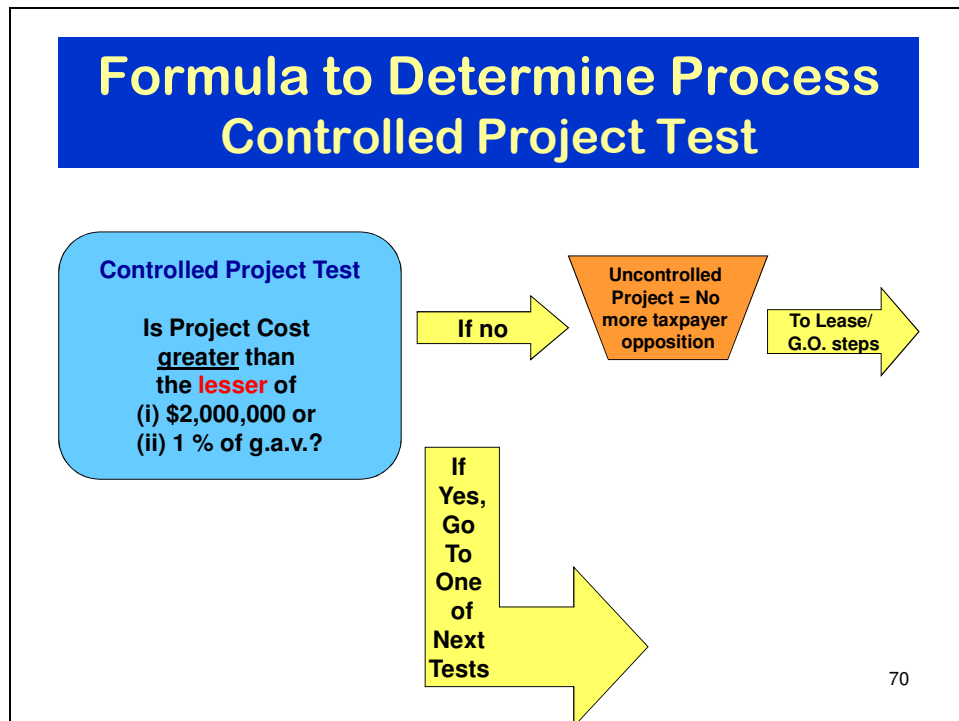 Formula to Determine Process
Controlled Project Test
Controlled Project Test
Is Project Cost
greater than
the lesser of
(i) $2,000,000 or
(ii) 1 % of g.a.v.?
If no
Uncontrolled
Project = No
more taxpayer
opposition
To Lease/
G.O. steps
If
Yes,
Go
To
One
of
Next
Tests
70